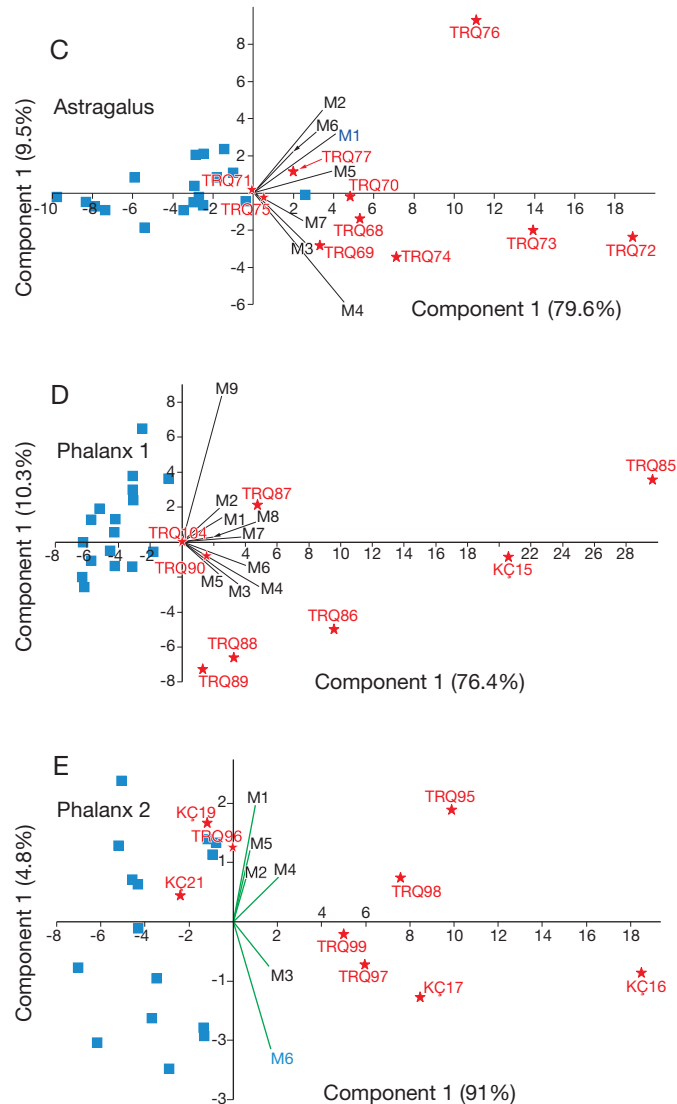 C
Astragalus
Component 1 (9.5%)
8
6
4
2
-2
-4
-6
-10 -8 -6 -4 -2 2 4 6 8 10 12 14 16 18
TRQ76
M2
M6
M1
TRQ77
M5
TRQ71
TRQ70
TRQ75
M7
TRQ68
M3
TRQ69
TRQ74
TRQ73
TRQ72
M4
Component 1 (79.6%)
D
Phalanx 1
Component 1 (10.3%)
8
6
4
2
-2
-4
-6
-8
-8 -6 -4 -2 2 4 6 8 10 14 16 20 22 24 26 28
M9
TRQ85
M2
TRQ87
M1
M8
TRQ104
M7
TRQ90
M6
KÇ15
M5
M3
M4
TRQ86
TRQ88
TRQ89
Component 1 (76.4%)
E
Phalanx 2
Component 1 (4.8%)
2
1
-1
-3
-3
-8 -6 -4 -2 2 4 6 10 12 14 16 18
M1
KÇ19
TRQ96
TRQ95
M5
M2
M4
KÇ21
TRQ98
TRQ99
M3
TRQ97
KÇ17
KÇ16
M6
Component 1 (91%)